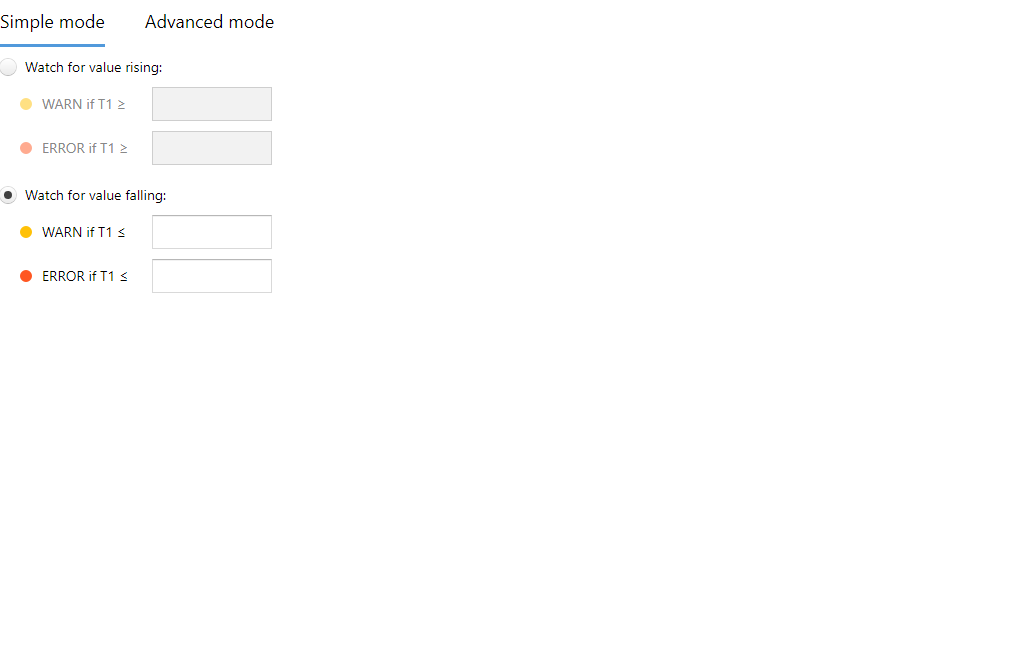 Simple mode Advanced mode
Watch for value rising:
WARN if T1 ≥
ERROR if T1 ≥
Watch for value falling:
WARN if T1 ≤
ERROR if T1 ≤